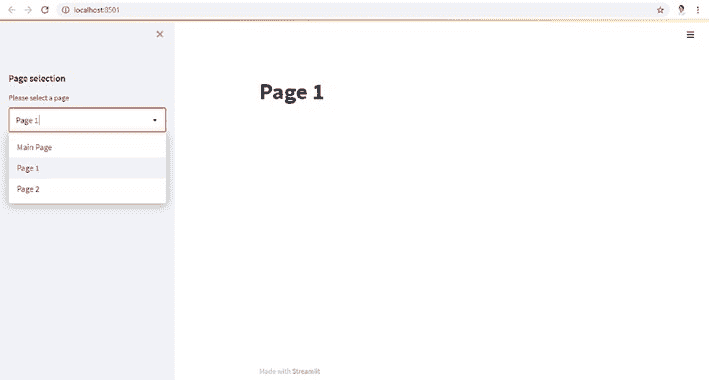 localhost:8501
Page selection
Please select a page
Page 1
Main Page
Page 1
Page 2
Page 1
Made with Streamlit